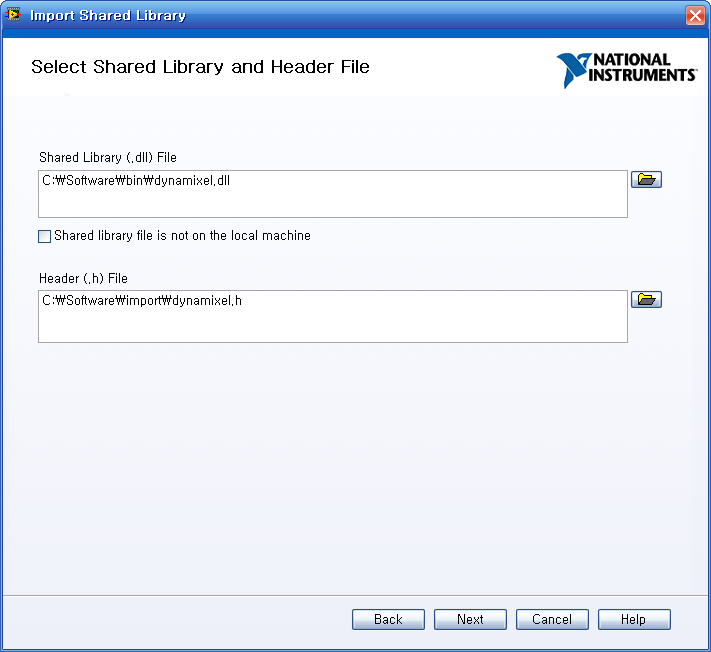 Import Shared Library
Select Shared Library and Header File
NATIONAL
INSTRUMENTS
Shared Library (.dll) File
C:₩Software₩bin₩dynamixel.dll
Shared library file is not on the local machine
Header (.h) File
C:₩Software₩import₩dynamixel.h
Back Next Cancel Help